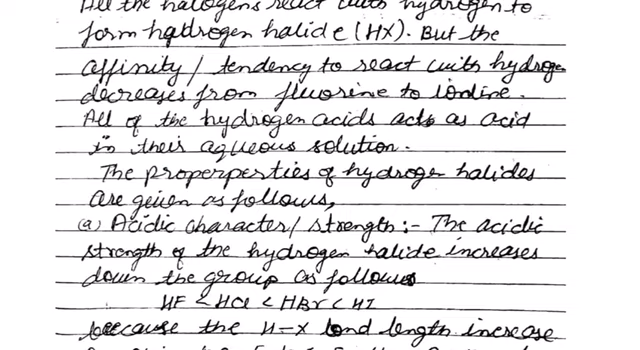 All the halogens react with hydrogen to
form hydrogen halide (HX). But the
affinity / tendency to react with hydrogen
decreases from fluorine to iodine.
All of the hydrogen acids acts as acid
in their aqueous solution.
The properperties of hydrogen halides
are given as follows,
(a) Acidic character / strength :- The acidic
strength of the hydrogen halide increases
down the group as follows
HF < HCl < HBr < HI
because the H-X bond length increase